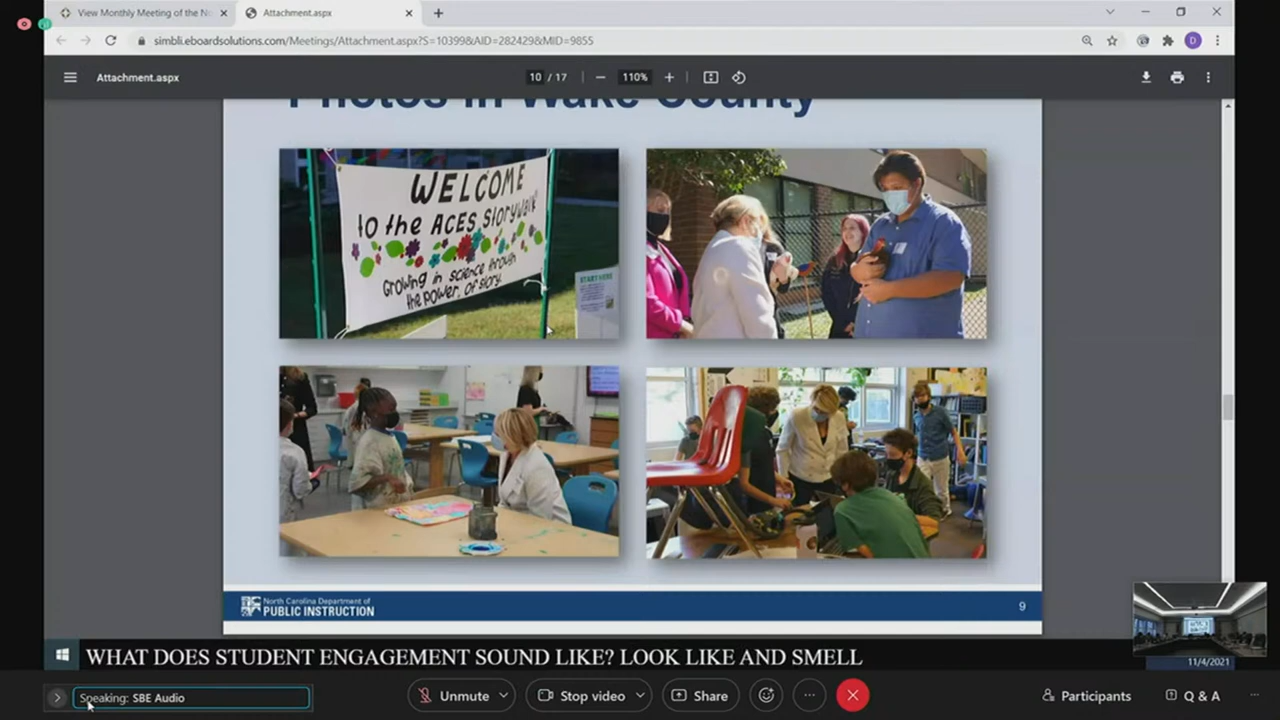 View Monthly Meeting of the N
Attachment.aspx
simbli.eboardsolutions.com/Meetings/Attachment.aspx?S=10399&AID=282429&MID=9855
Attachment.aspx
10 / 17
110%
Photos in Wake County
WELCOME
to the ACES Storywalk
Growing in science through
the power of story.
START HERE
North Carolina Department of
PUBLIC INSTRUCTION
9
WHAT DOES STUDENT ENGAGEMENT SOUND LIKE? LOOK LIKE AND SMELL
11/4/2021
Speaking: SBE Audio
Unmute
Stop video
Share
Participants
Q & A